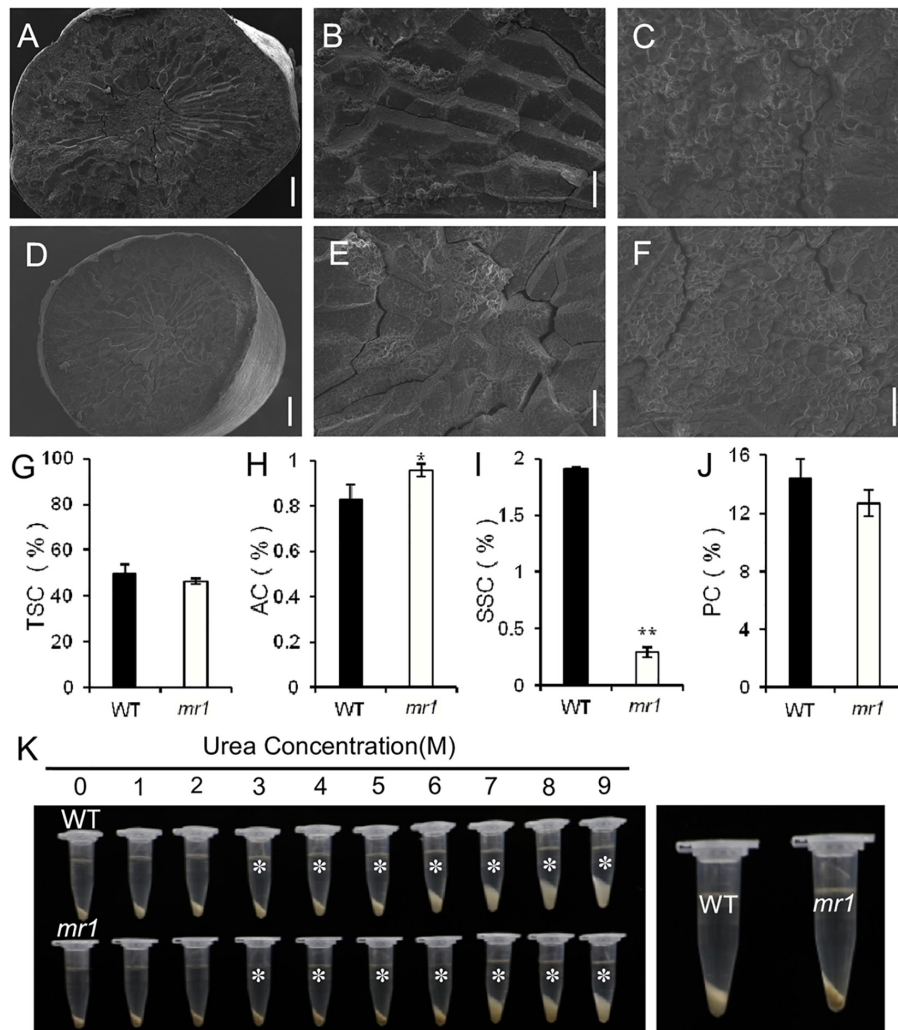 A
B
C
D
E
F
G
TSC ( % )
100
80
60
40
20
0
WT
mr1
H
AC ( % )
1
0.8
0.6
0.4
0.2
0
*
WT
mr1
I
SSC ( % )
2
1.5
1
0.5
0
**
WT
mr1
J
PC ( % )
16
12
8
4
0
WT
mr1
K
Urea Concentration(M)
0 1 2 3 4 5 6 7 8 9
WT
* * * * * * *
mr1
* * * * * * *
WT
mr1